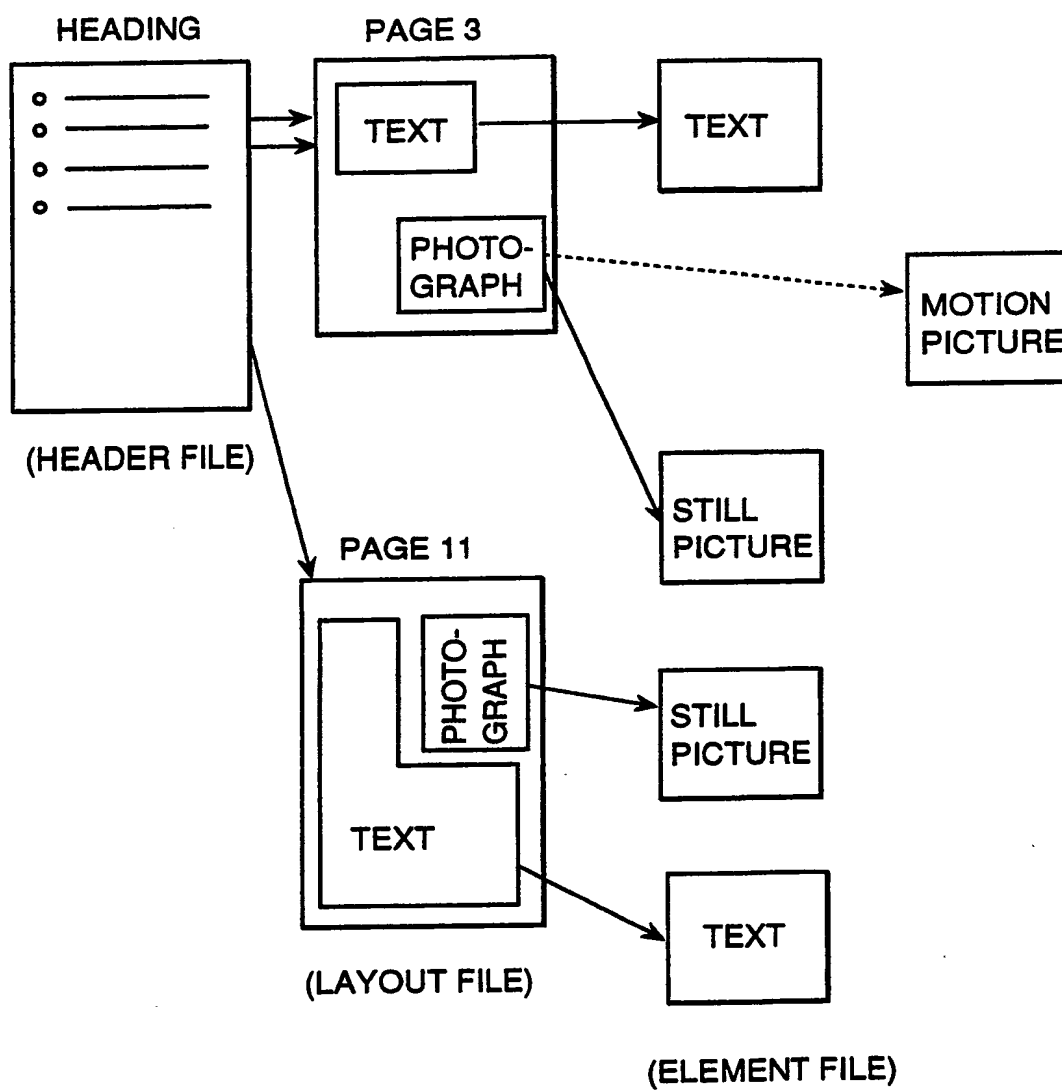 HEADING
PAGE 3
TEXT
TEXT
PHOTO-
GRAPH
MOTION
PICTURE
(HEADER FILE)
STILL
PICTURE
PAGE 11
PHOTO-
GRAPH
STILL
PICTURE
TEXT
TEXT
(LAYOUT FILE)
(ELEMENT FILE)